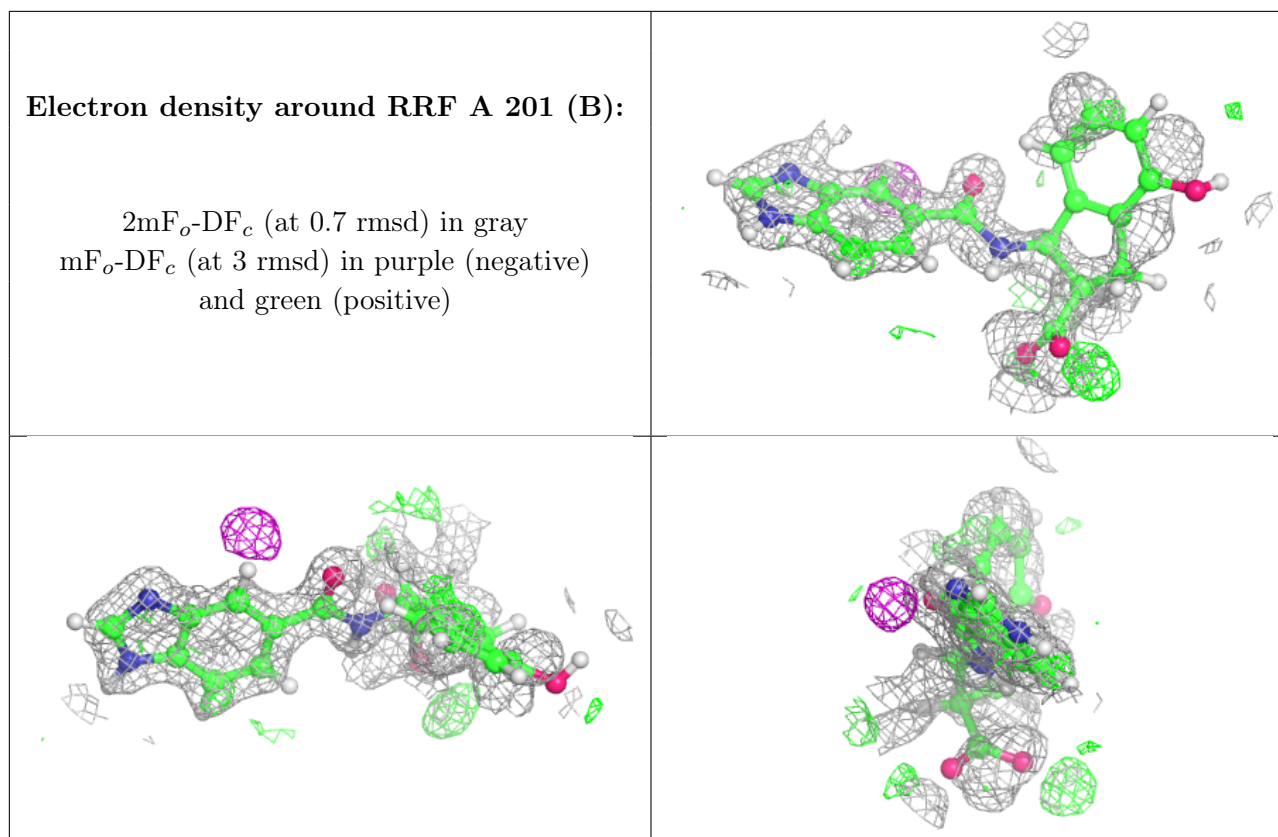 Electron density around RRF A 201 (B):
2mFo-DFc (at 0.7 rmsd) in gray
mFo-DFc (at 3 rmsd) in purple (negative)
and green (positive)